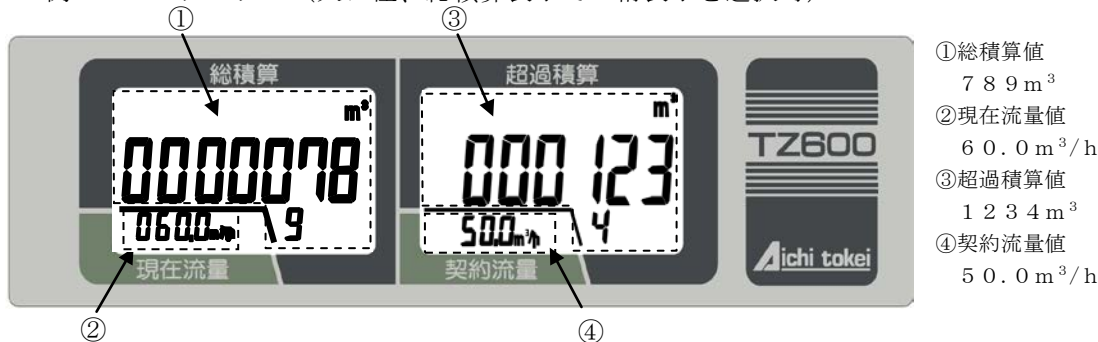 ①
③
総積算
超過積算
m³
m³
0000078
000123
TZ600
060.0m³/h
9
50.0m³/h
4
現在流量
契約流量
Aichi tokei
②
④
①総積算値
789m³
②現在流量値
60.0m³/h
③超過積算値
1234m³
④契約流量値
50.0m³/h